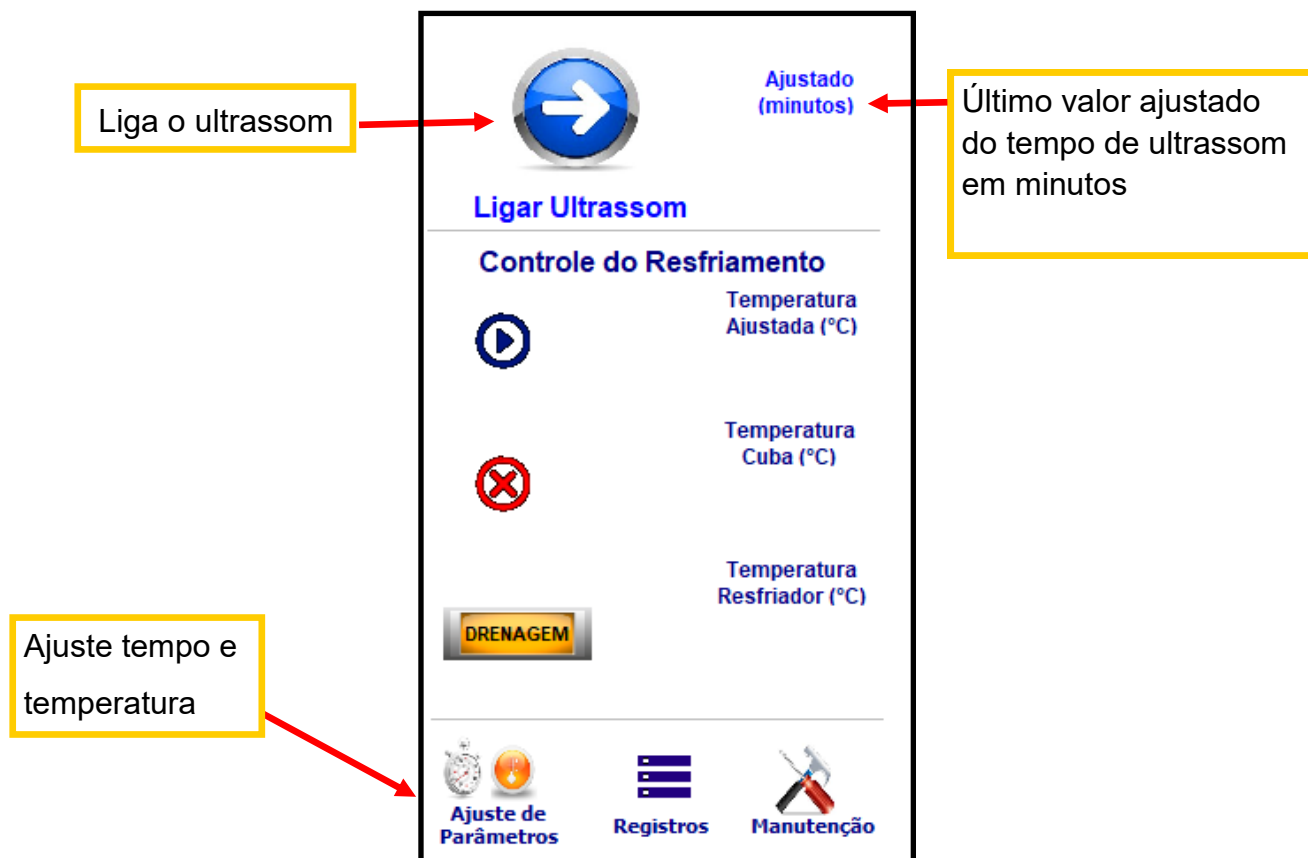 Liga o ultrassom
Ajustado
(minutos)
Último valor ajustado
do tempo de ultrassom
em minutos
Ligar Ultrassom
Controle do Resfriamento
Temperatura
Ajustada (°C)
Temperatura
Cuba (°C)
Temperatura
Resfriador (°C)
DRENAGEM
Ajuste tempo e
temperatura
Ajuste de
Parâmetros
Registros
Manutenção